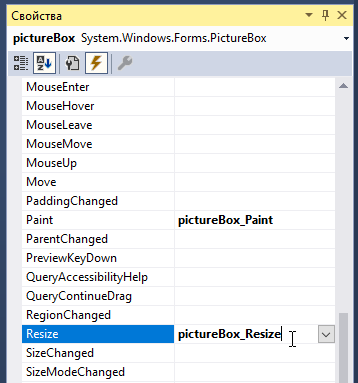 Свойства
pictureBox System.Windows.Forms.PictureBox
MouseEnter
MouseHover
MouseLeave
MouseMove
MouseUp
Move
PaddingChanged
Paint pictureBox_Paint
ParentChanged
PreviewKeyDown
QueryAccessibilityHelp
QueryContinueDrag
RegionChanged
Resize pictureBox_Resize
SizeChanged
SizeModeChanged